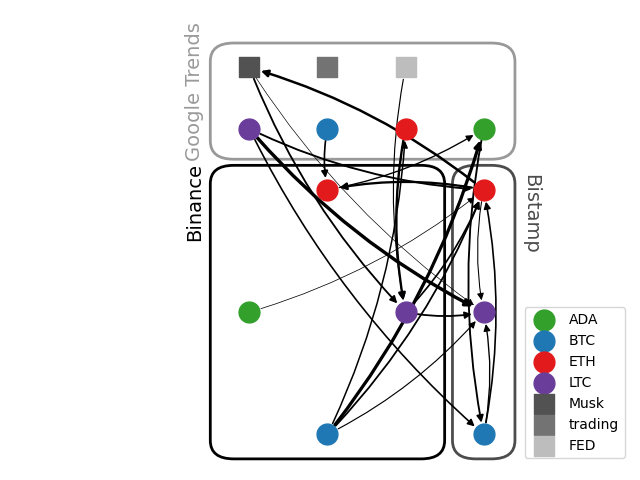 Google Trends
Binance
Bistamp
ADA
BTC
ETH
LTC
Musk
trading
FED